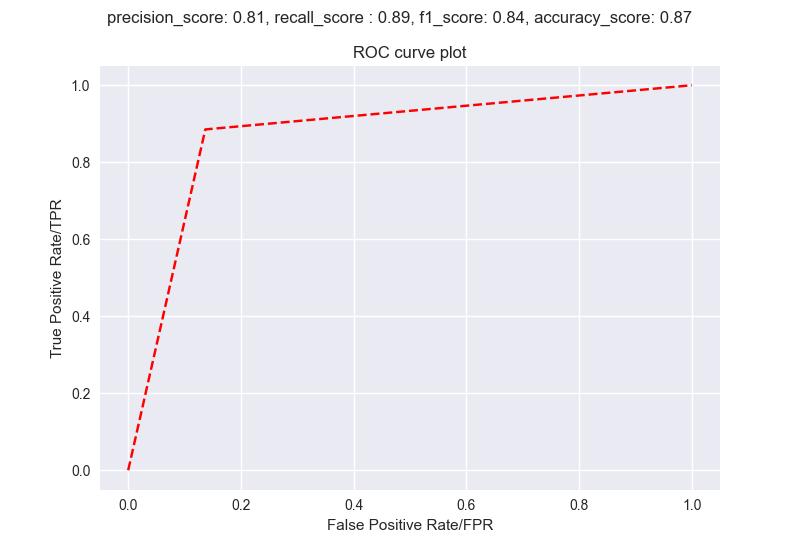 precision_score: 0.81, recall_score : 0.89, f1_score: 0.84, accuracy_score: 0.87
ROC curve plot
1.0
0.8
0.6
0.4
0.2
0.0
True Positive Rate/TPR
0.0 0.2 0.4 0.6 0.8 1.0
False Positive Rate/FPR